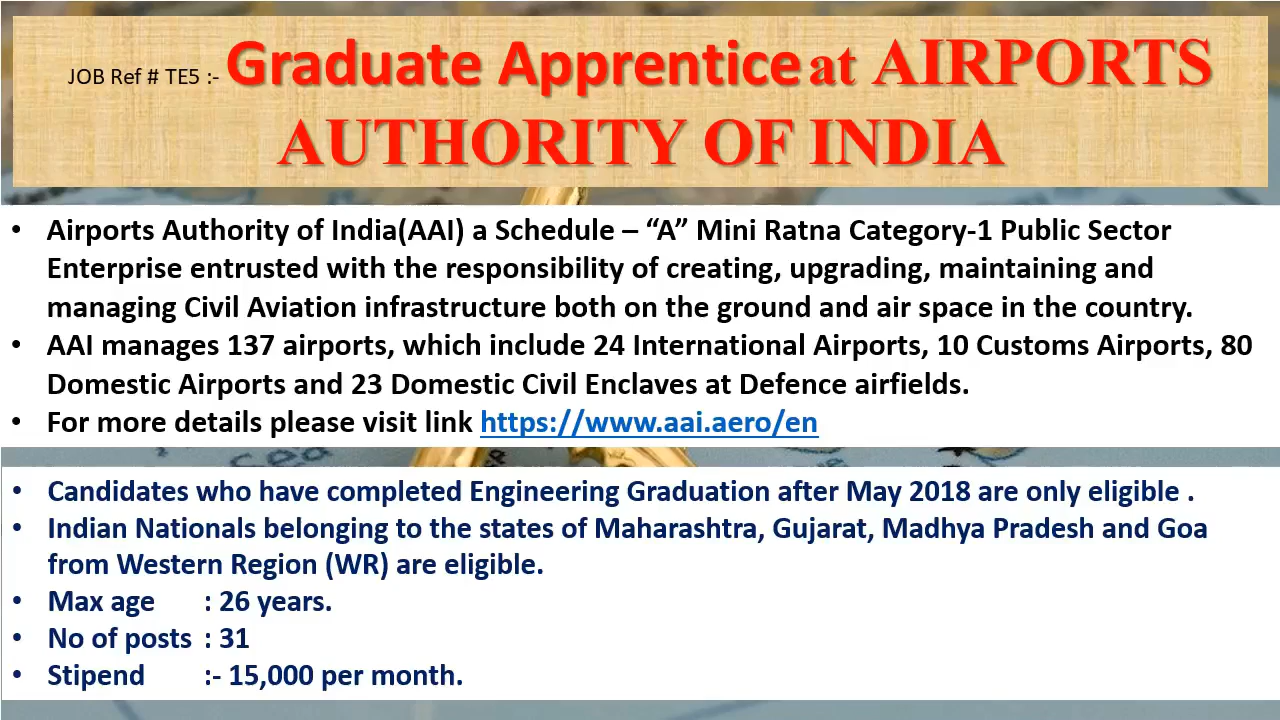 JOB Ref # TE5 :- Graduate Apprentice at AIRPORTS
AUTHORITY OF INDIA
• Airports Authority of India(AAI) a Schedule – “A” Mini Ratna Category-1 Public Sector
Enterprise entrusted with the responsibility of creating, upgrading, maintaining and
managing Civil Aviation infrastructure both on the ground and air space in the country.
• AAI manages 137 airports, which include 24 International Airports, 10 Customs Airports, 80
Domestic Airports and 23 Domestic Civil Enclaves at Defence airfields.
• For more details please visit link https://www.aai.aero/en
Sea
• Candidates who have completed Engineering Graduation after May 2018 are only eligible .
• Indian Nationals belonging to the states of Maharashtra, Gujarat, Madhya Pradesh and Goa
from Western Region (WR) are eligible.
• Max age : 26 years.
• No of posts : 31
• Stipend :- 15,000 per month.